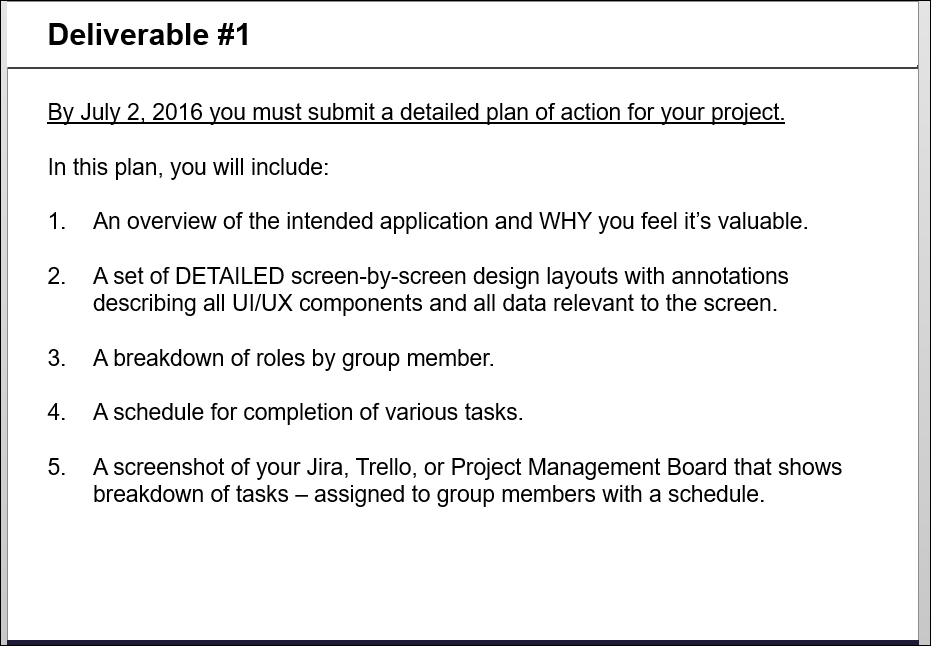 Deliverable #1
By July 2, 2016 you must submit a detailed plan of action for your project.
In this plan, you will include:
1. An overview of the intended application and WHY you feel it’s valuable.
2. A set of DETAILED screen-by-screen design layouts with annotations
describing all UI/UX components and all data relevant to the screen.
3. A breakdown of roles by group member.
4. A schedule for completion of various tasks.
5. A screenshot of your Jira, Trello, or Project Management Board that shows
breakdown of tasks – assigned to group members with a schedule.